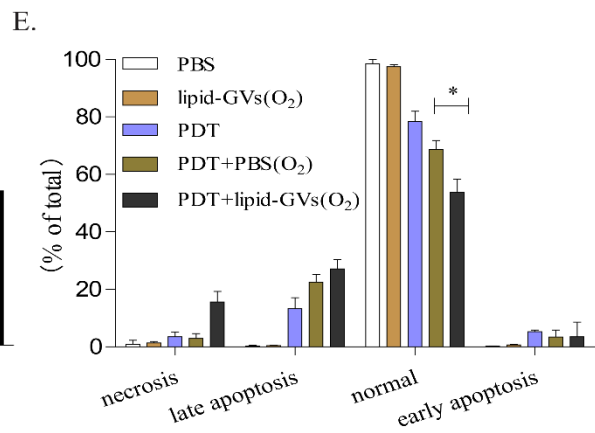 E.
100
80
60
40
20
0
(% of total)
PBS
lipid-GVs(O₂)
PDT
PDT+PBS(O₂)
PDT+lipid-GVs(O₂)
*
necrosis
late apoptosis
normal
early apoptosis